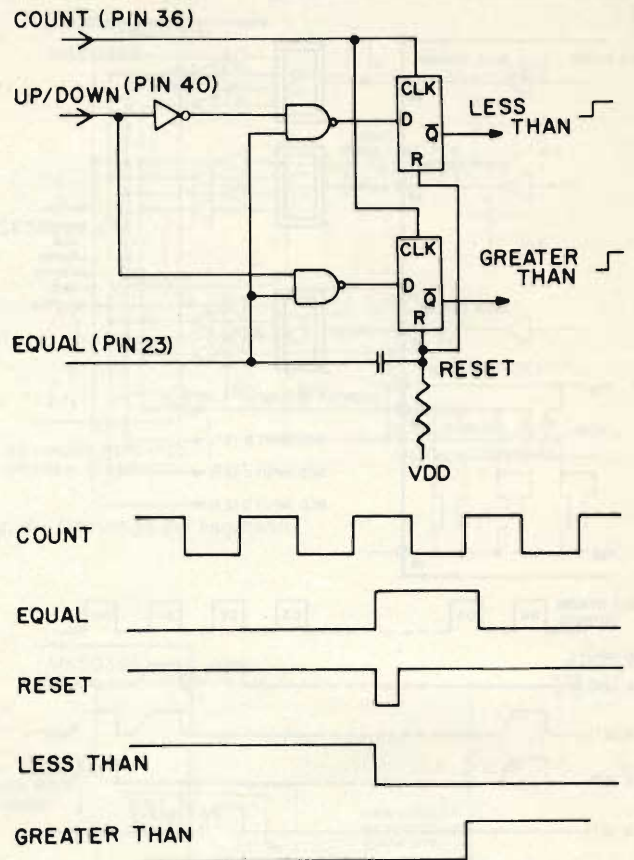 COUNT (PIN 36)
UP/DOWN (PIN 40)
CLK
D
Q
R
LESS
THAN
CLK
D
Q
R
GREATER
THAN
EQUAL (PIN 23)
RESET
VDD
COUNT
EQUAL
RESET
LESS THAN
GREATER THAN